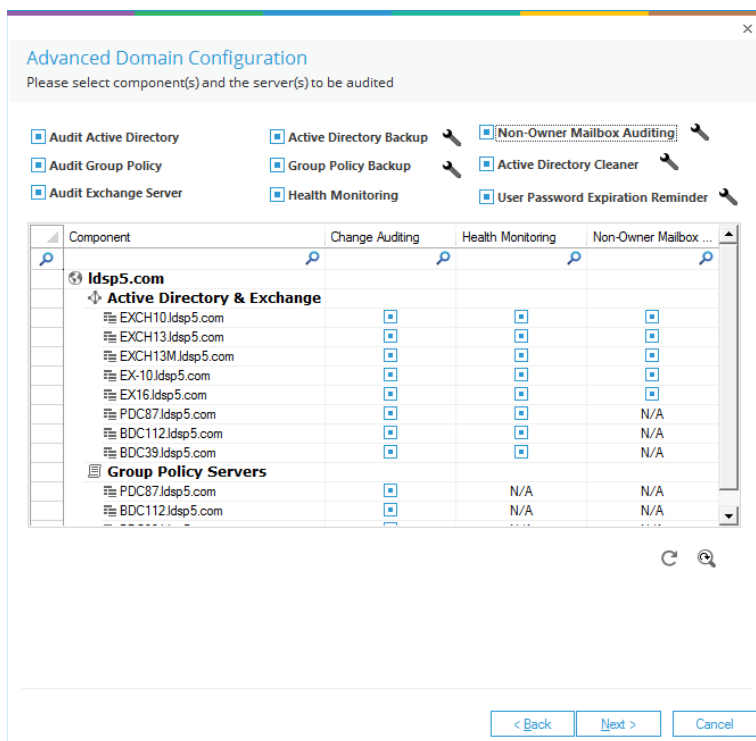 Advanced Domain Configuration
Please select component(s) and the server(s) to be audited
Audit Active Directory
Active Directory Backup
Non-Owner Mailbox Auditing
Audit Group Policy
Group Policy Backup
Active Directory Cleaner
Audit Exchange Server
Health Monitoring
User Password Expiration Reminder
Component Change Auditing Health Monitoring Non-Owner Mailbox ...
ldsp5.com
Active Directory & Exchange
EXCH10.ldsp5.com
EXCH13.ldsp5.com
EXCH13M.ldsp5.com
EX-10.ldsp5.com
EX16.ldsp5.com
PDC87.ldsp5.com N/A
BDC112.ldsp5.com N/A
BDC39.ldsp5.com N/A
Group Policy Servers
PDC87.ldsp5.com N/A N/A
BDC112.ldsp5.com N/A N/A
< Back
Next >
Cancel